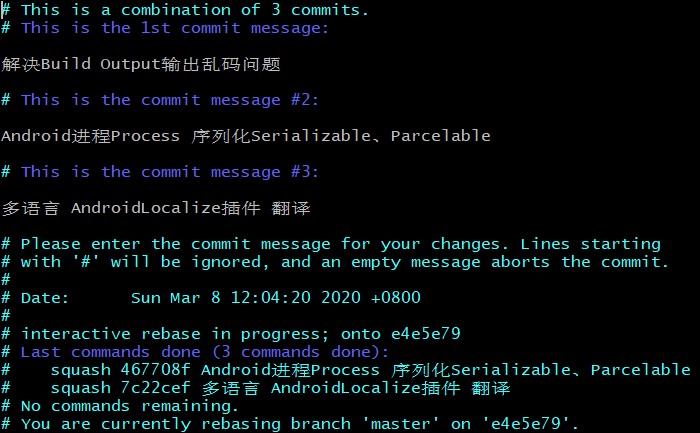 # This is a combination of 3 commits.
# This is the 1st commit message:
解决Build Output输出乱码问题
# This is the commit message #2:
Android进程Process 序列化Serializable、Parcelable
# This is the commit message #3:
多语言 AndroidLocalize插件 翻译
# Please enter the commit message for your changes. Lines starting
# with '#' will be ignored, and an empty message aborts the commit.
#
# Date:      Sun Mar 8 12:04:20 2020 +0800
#
# interactive rebase in progress; onto e4e5e79
# Last commands done (3 commands done):
#    squash 467708f Android进程Process 序列化Serializable、Parcelable
#    squash 7c22cef 多语言 AndroidLocalize插件 翻译
# No commands remaining.
# You are currently rebasing branch 'master' on 'e4e5e79'.